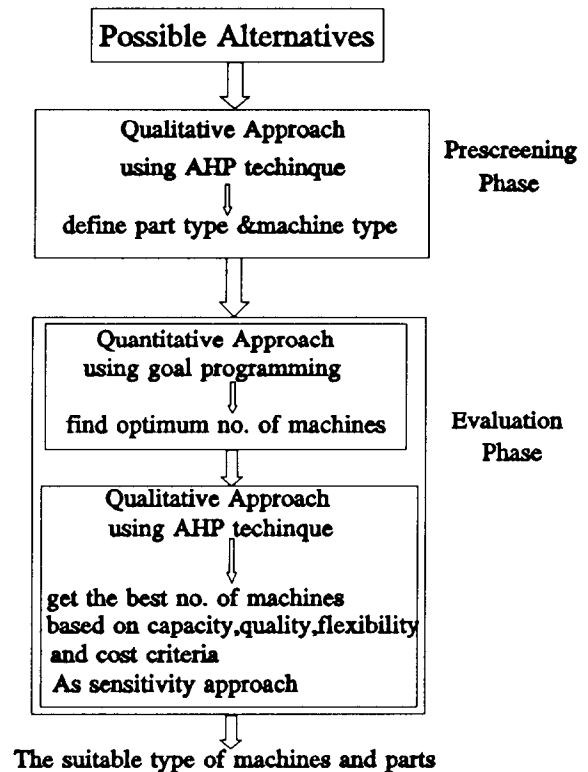 Possible Alternatives
Qualitative Approach
using AHP techinque
define part type &machine type
Prescreening
Phase
Quantitative Approach
using goal programming
find optimum no. of machines
Evaluation
Phase
Qualitative Approach
using AHP techinque
get the best no. of machines
based on capacity,quality,flexibility
and cost criteria
As sensitivity approach
The suitable type of machines and parts